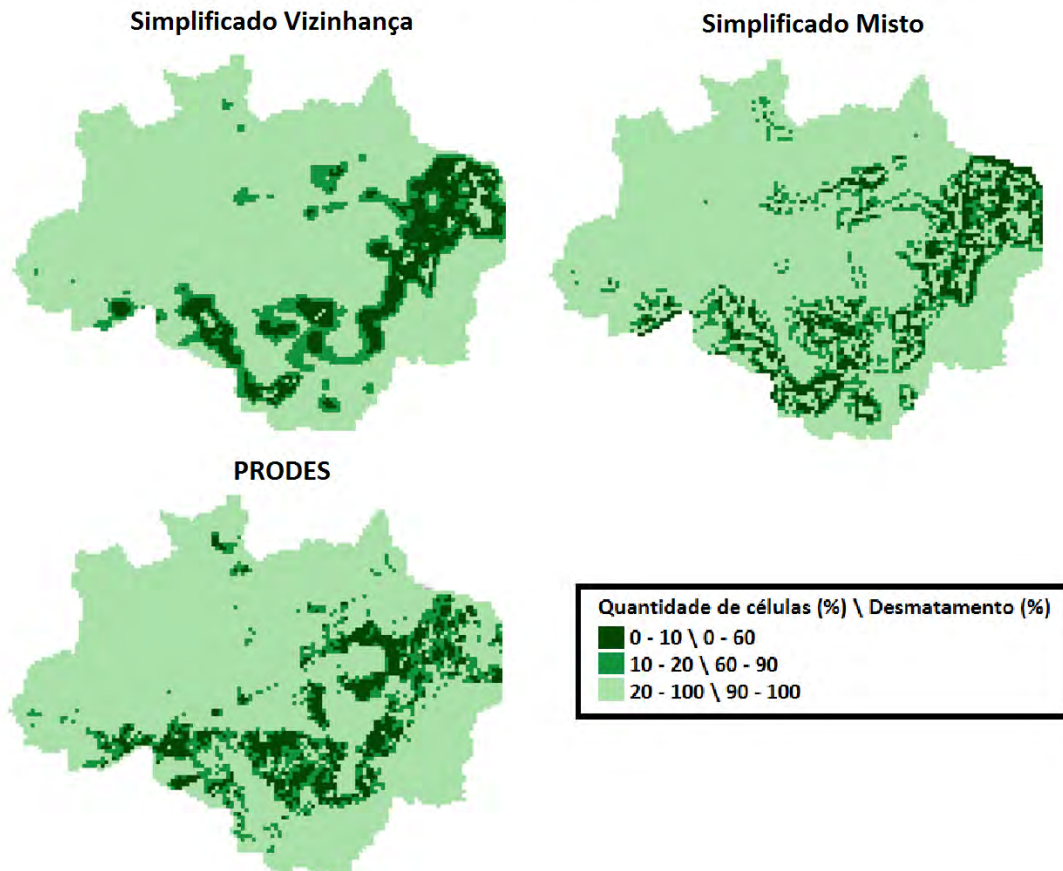 Simplificado Vizinhança
Simplificado Misto
PRODES
Quantidade de células (%) \ Desmatamento (%)
0 - 10 \ 0 - 60
10 - 20 \ 60 - 90
20 - 100 \ 90 - 100